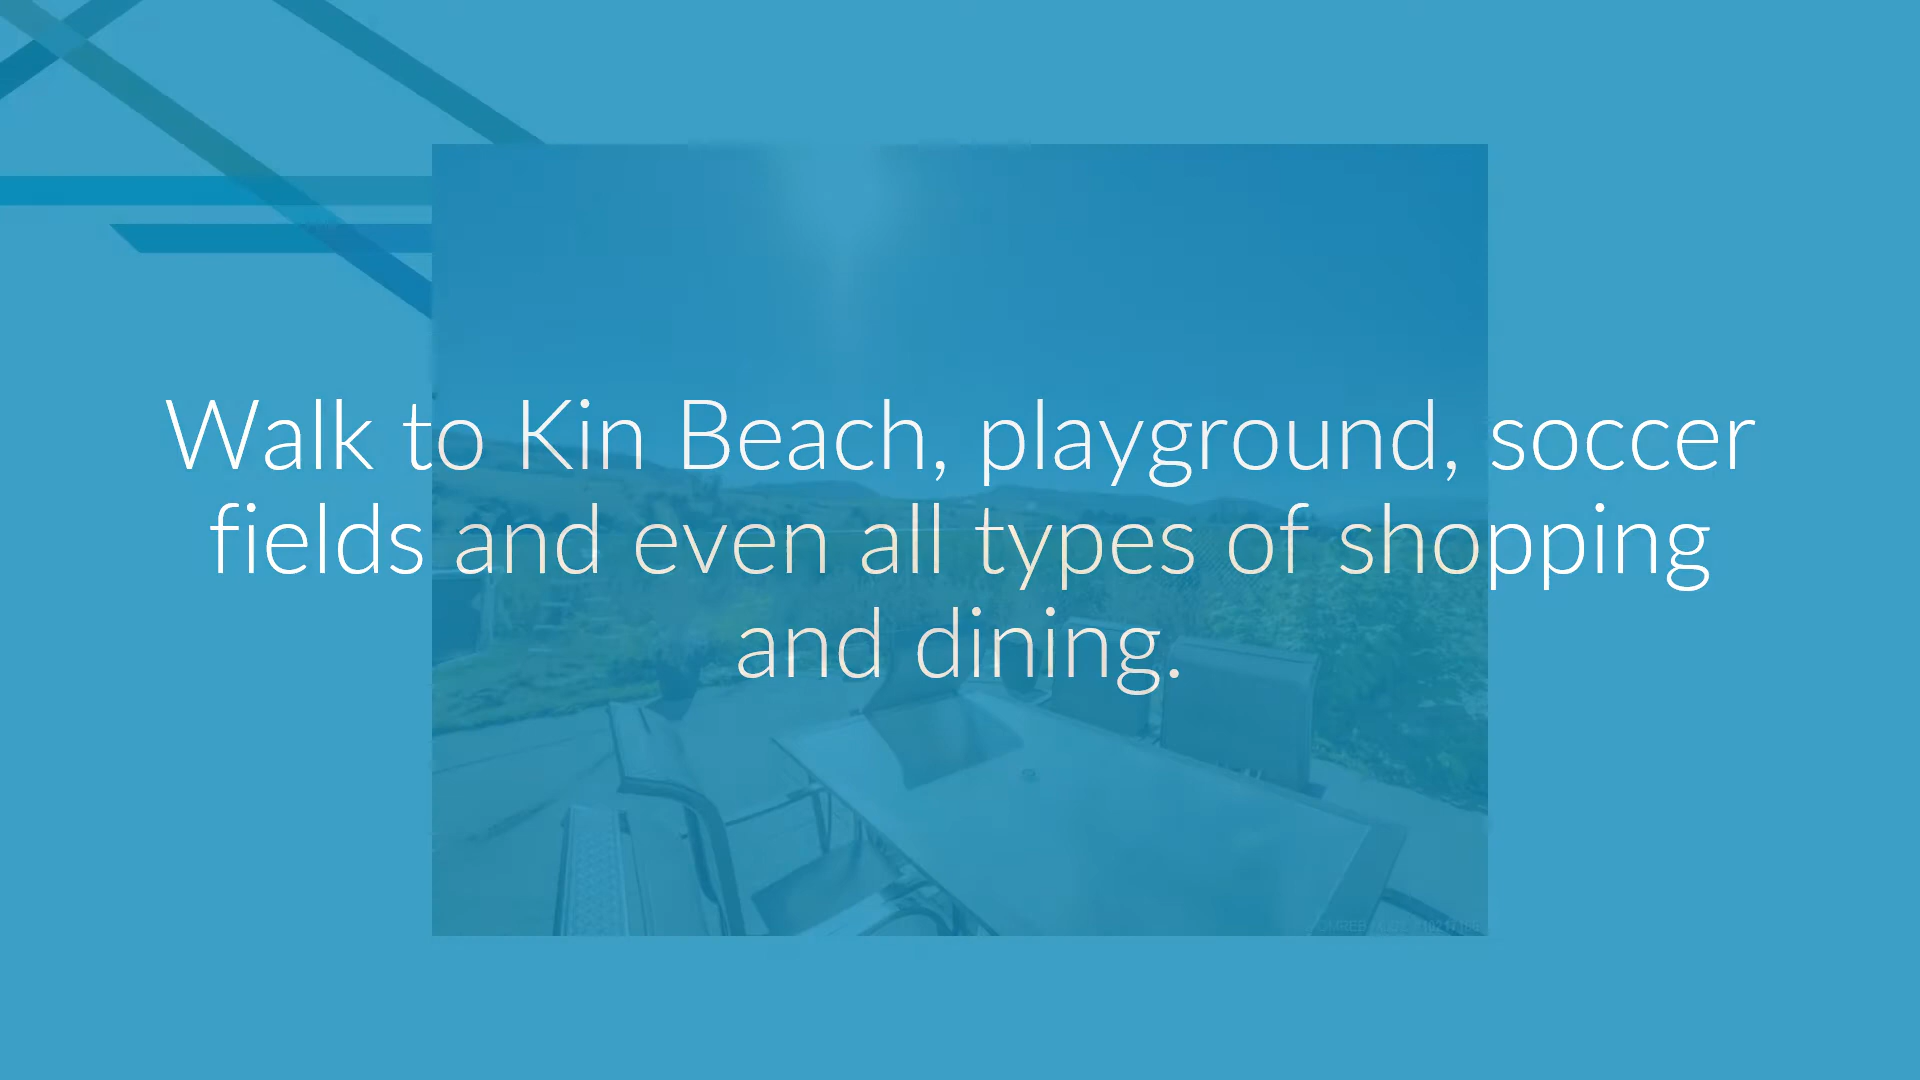 Walk to Kin Beach, playground, soccer
fields and even all types of shopping
and dining.